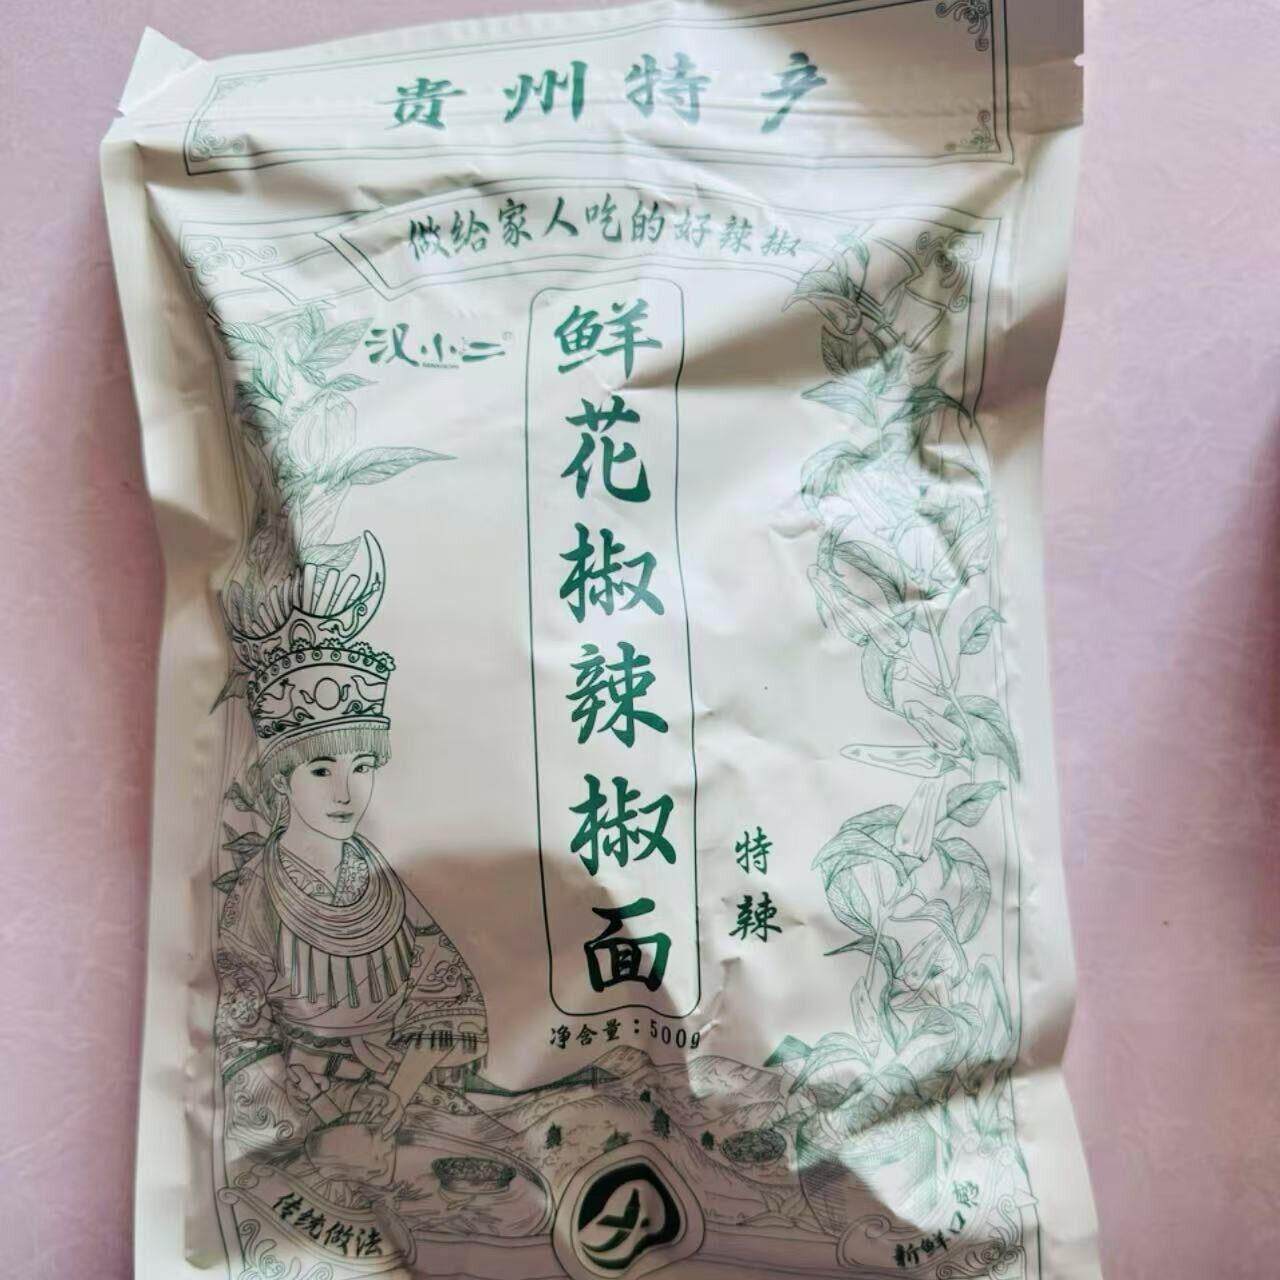 贵州特产
做给家人吃的好辣椒
汉小二
鲜花椒辣椒面
特辣
净含量：500g
传统做法
新鲜口感